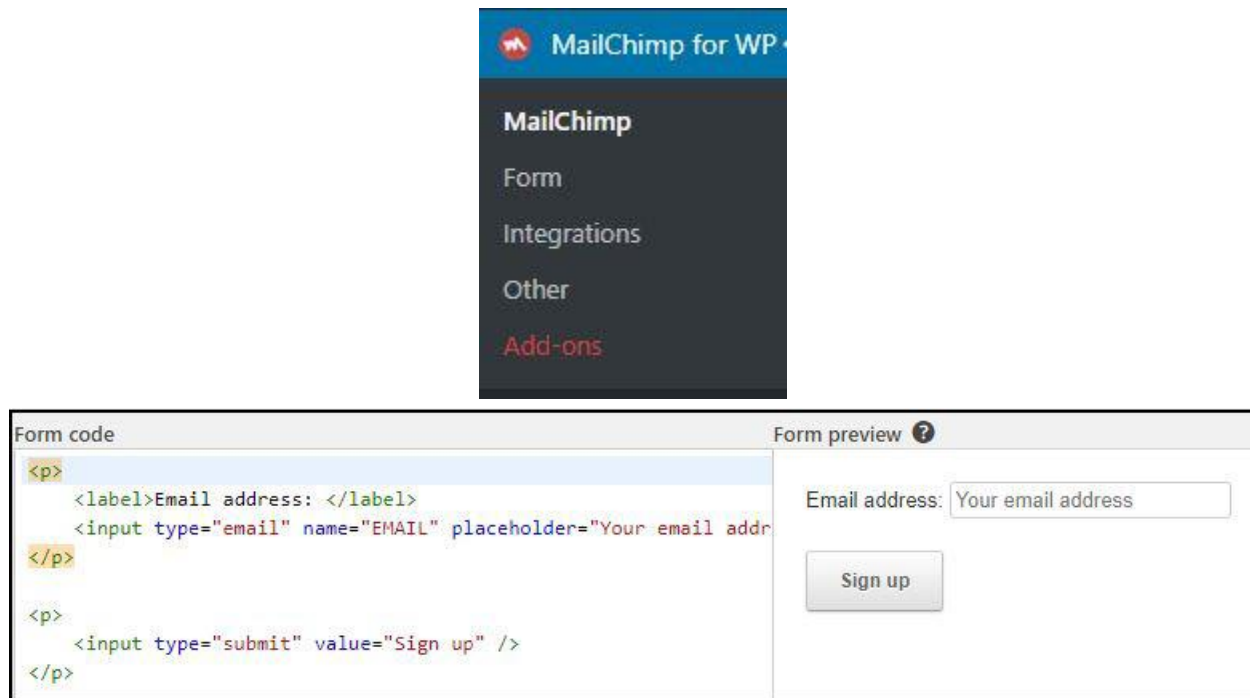 MailChimp for WP
MailChimp
Form
Integrations
Other
Add-ons
Form code
<p>
<label>Email address: </label>
<input type="email" name="EMAIL" placeholder="Your email addr
</p>
<p>
<input type="submit" value="Sign up" />
</p>
Form preview ?
Email address: Your email address
Sign up